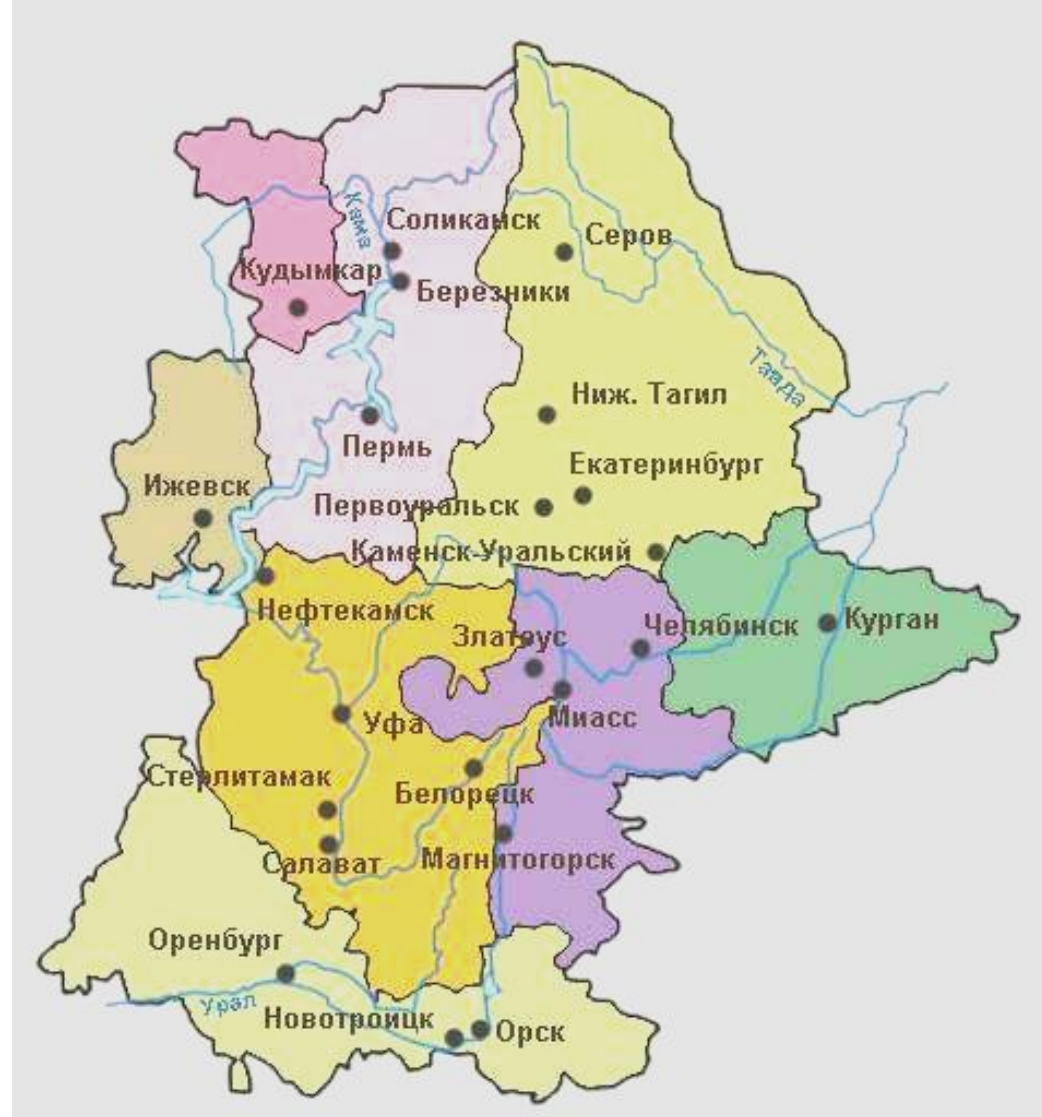 Кама
Соликамск
Серов
Кудымкар
Березники
Тавда
Ниж. Тагил
Пермь
Екатеринбург
Ижевск
Первоуральск
Каменск-Уральский
Нефтекамск
Златоус
Челябинск
Курган
Уфа
Миасс
Стерлитамак
Белорецк
Салават
Магнитогорск
Оренбург
Урал
Новотроицк
Орск